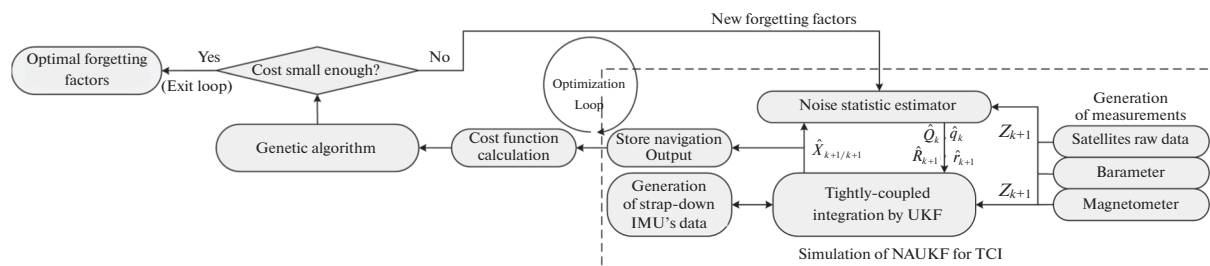 New forgetting factors
Optimal forgetting
factors
Yes
(Exit loop)
Cost small enough?
No
Optimization
Loop
Genetic algorithm
Cost function
calculation
Store navigation
Output
Noise statistic estimator
X̂k+1/k+1
Q̂k q̂k
R̂k+1 r̂k+1
Generation
of strap-down
IMU's data
Tightly-coupled
integration by UKF
Zk+1
Zk+1
Generation
of measurements
Satellites raw data
Barameter
Magnetometer
Simulation of NAUKF for TCI